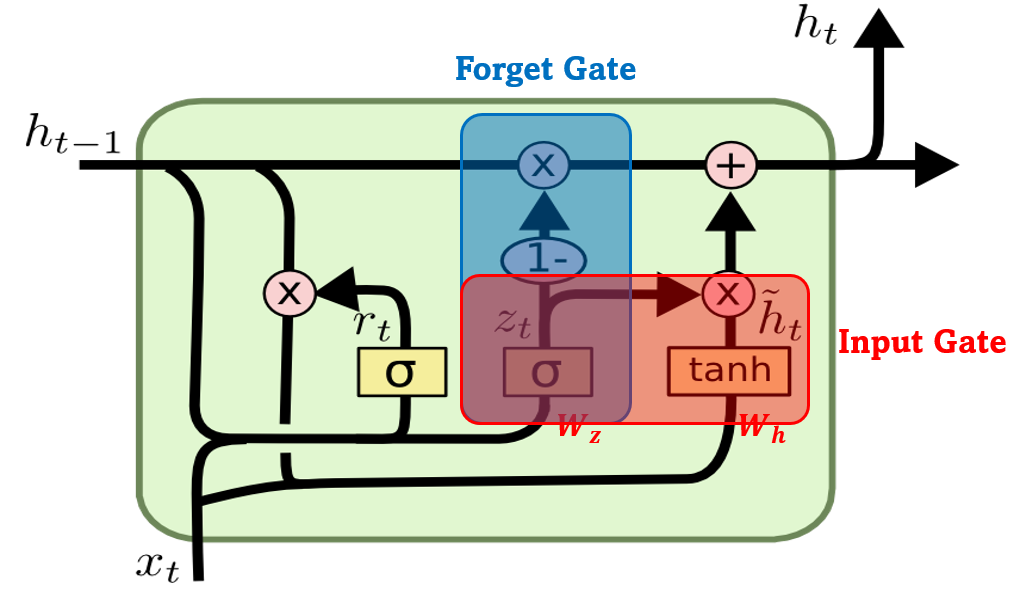 h_t
Forget Gate
h_{t-1}
x
+
1-
x
x
r_t
z_t
h̃_t
Input Gate
σ
σ
tanh
W_z
W_h
x_t